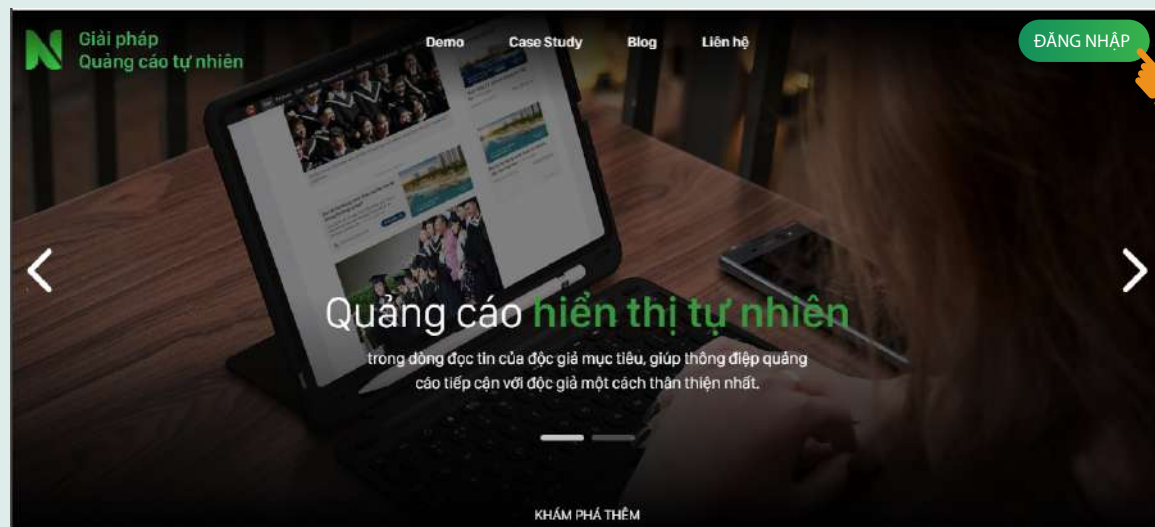 Giải pháp
Quảng cáo tự nhiên
Demo
Case Study
Blog
Liên hệ
ĐĂNG NHẬP
Quảng cáo hiển thị tự nhiên
trong dòng đọc tin của độc giả mục tiêu, giúp thông điệp quảng
cáo tiếp cận với độc giả một cách thân thiện nhất.
KHÁM PHÁ THÊM